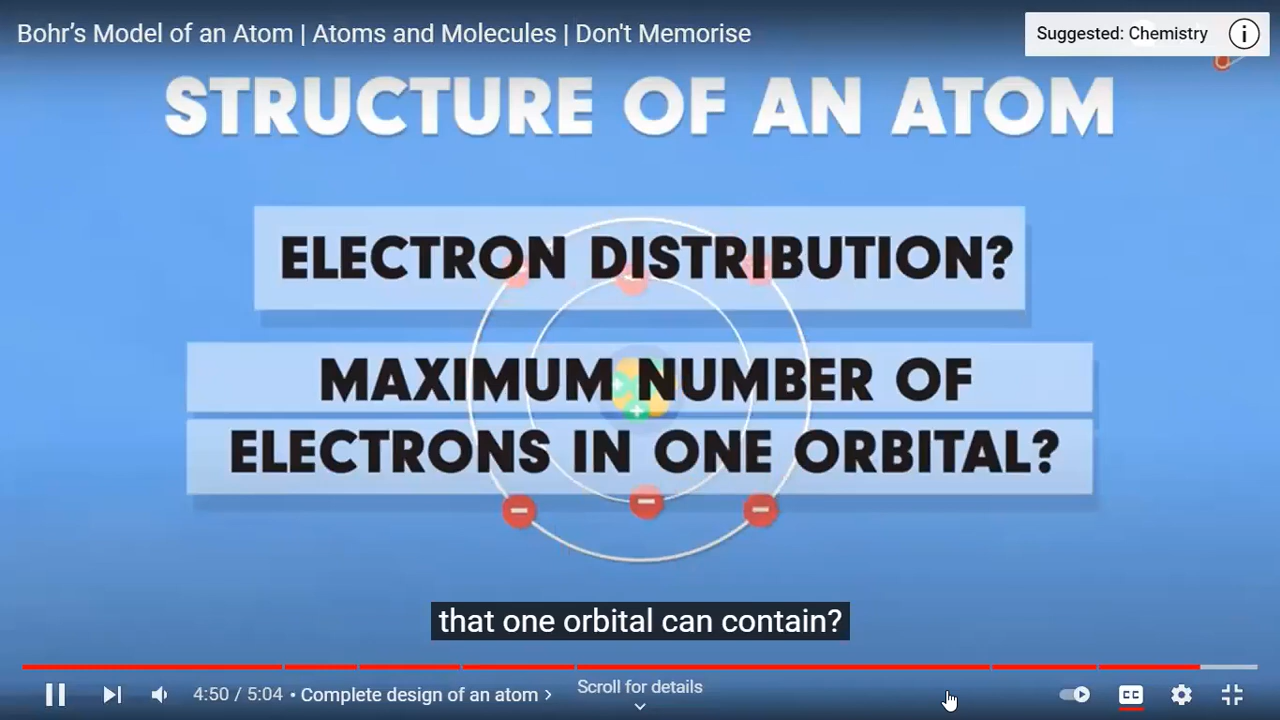 Bohr’s Model of an Atom | Atoms and Molecules | Don't Memorise
Suggested: Chemistry
STRUCTURE OF AN ATOM
ELECTRON DISTRIBUTION?
MAXIMUM NUMBER OF
ELECTRONS IN ONE ORBITAL?
that one orbital can contain?
4:50 / 5:04 • Complete design of an atom
Scroll for details
CC